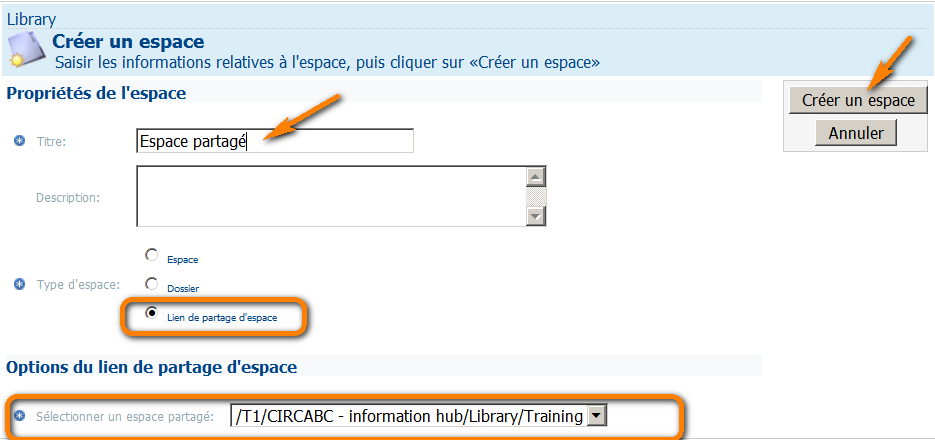 Library
Créer un espace
Saisir les informations relatives à l'espace, puis cliquer sur «Créer un espace»
Propriétés de l'espace
Créer un espace
Annuler
Titre: Espace partagé
Description:
Type d'espace:
Espace
Dossier
Lien de partage d'espace
Options du lien de partage d'espace
Sélectionner un espace partagé: /T1/CIRCABC - information hub/Library/Training